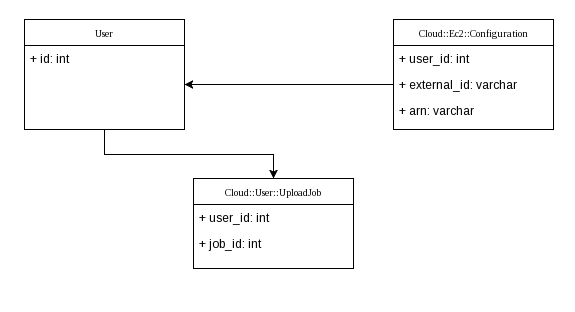 User
+ id: int
Cloud::Ec2::Configuration
+ user_id: int
+ external_id: varchar
+ arn: varchar
Cloud::User::UploadJob
+ user_id: int
+ job_id: int